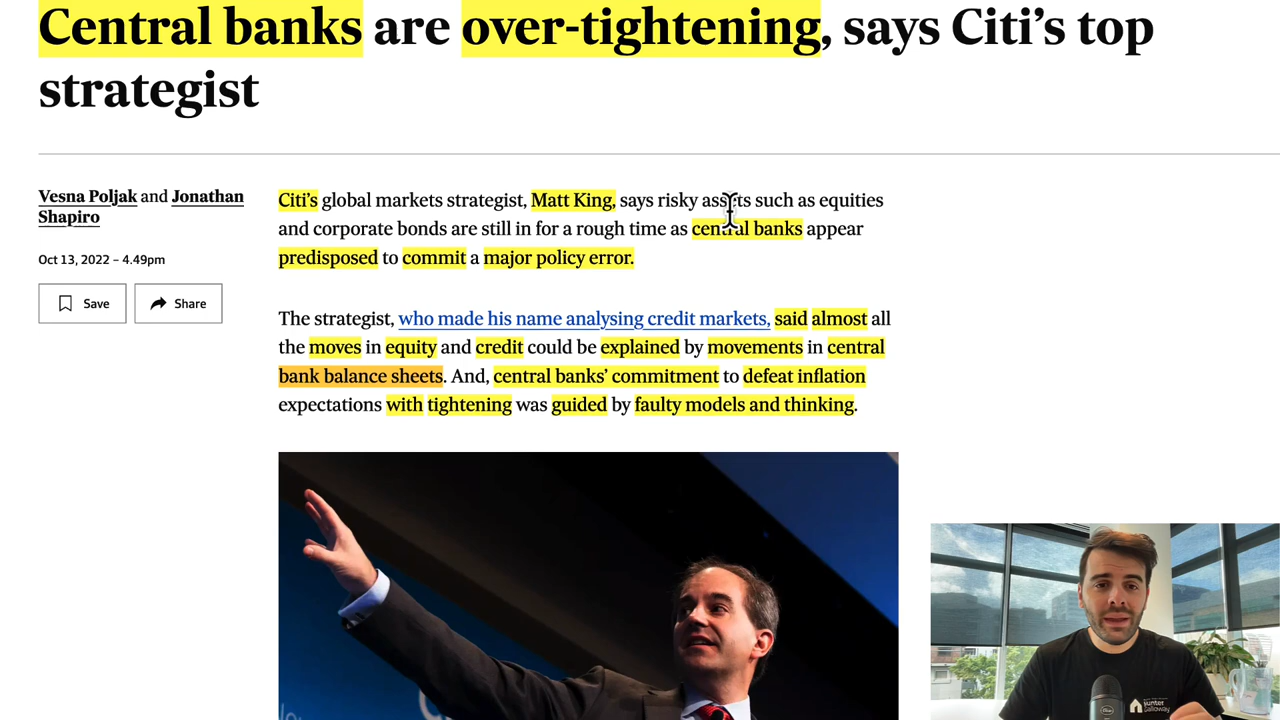 Central banks are over-tightening, says Citi’s top
strategist
Vesna Poljak and Jonathan
Shapiro
Oct 13, 2022 – 4.49pm
Save
Share
Citi’s global markets strategist, Matt King, says risky assets such as equities
and corporate bonds are still in for a rough time as central banks appear
predisposed to commit a major policy error.
The strategist, who made his name analysing credit markets, said almost all
the moves in equity and credit could be explained by movements in central
bank balance sheets. And, central banks’ commitment to defeat inflation
expectations with tightening was guided by faulty models and thinking.
hunter
galloway